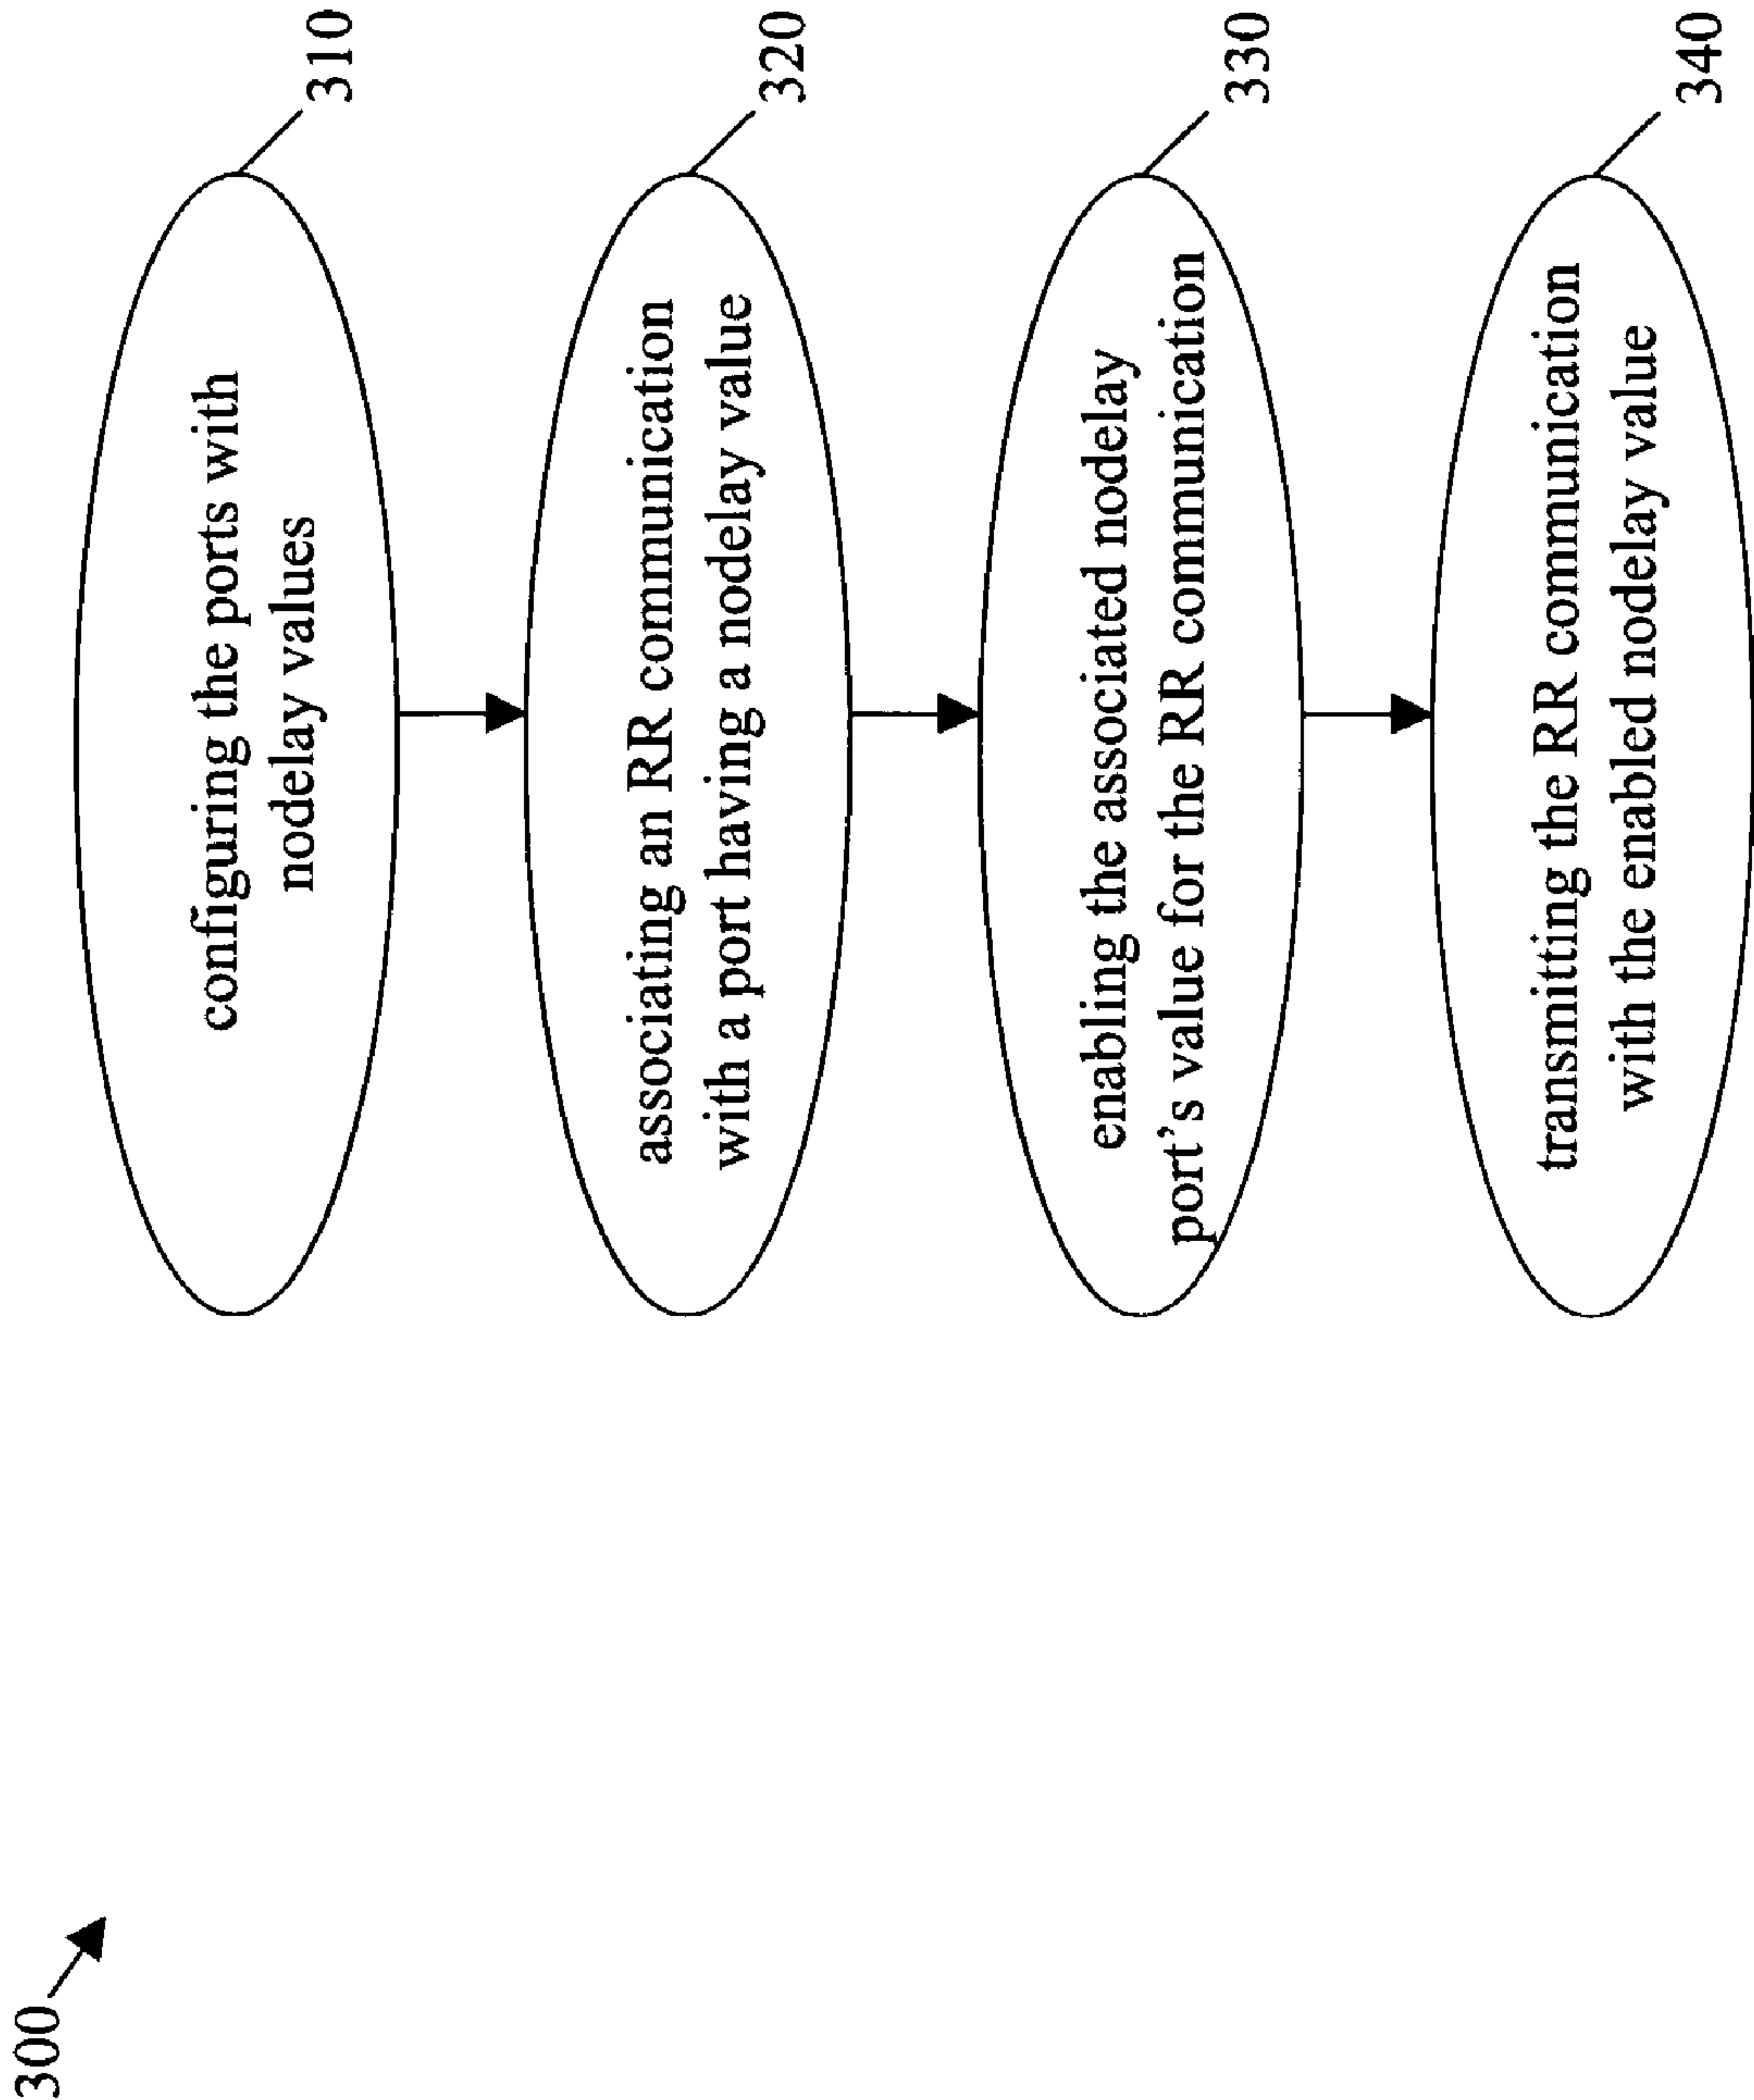 300
configuring the ports with
nodelay values
310
associating an RR communication
with a port having a nodelay value
320
enabling the associated nodelay
port's value for the RR communication
330
transmitting the RR communication
with the enabled nodelay value
340